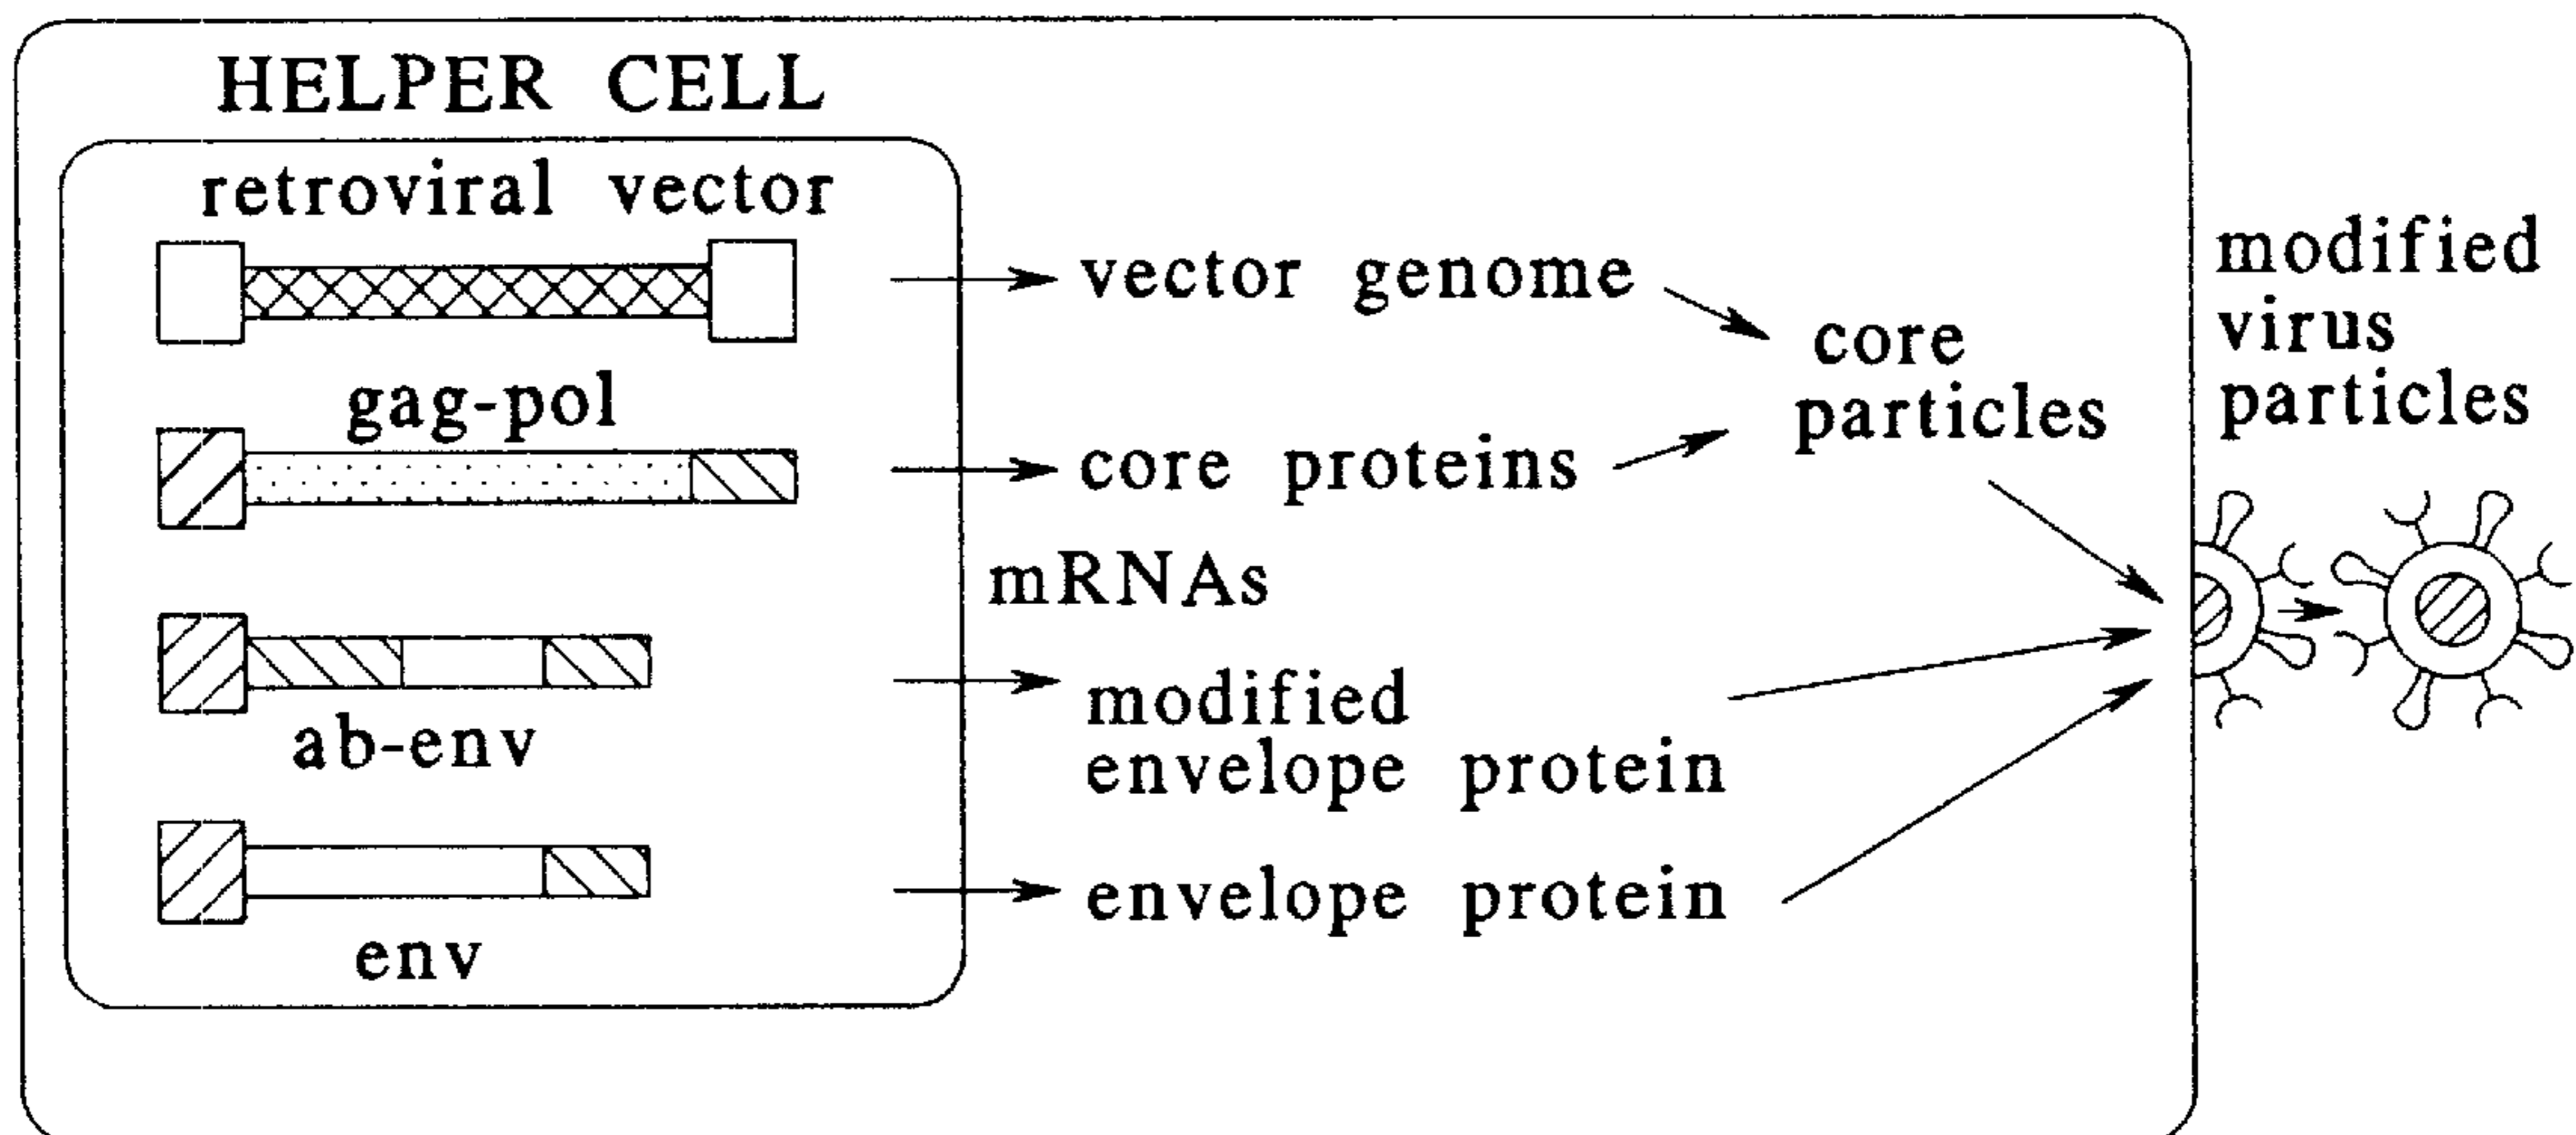 HELPER CELL
retroviral vector
gag-pol
ab-env
env
mRNAs
vector genome
core proteins
modified
envelope protein
envelope protein
core
particles
modified
virus
particles